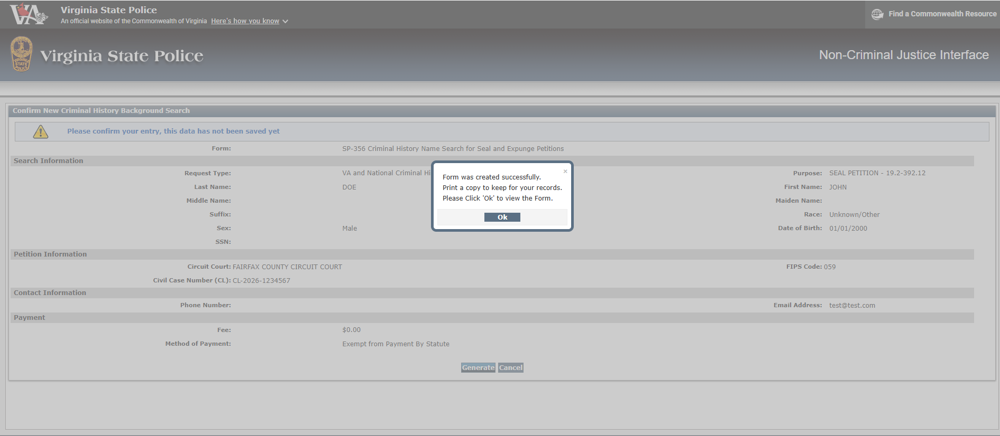 VA
Virginia State Police
An official website of the Commonwealth of Virginia Here's how you know
Find a Commonwealth Resource
VIRGINIA
STATE
POLICE
Virginia State Police
Non-Criminal Justice Interface
Confirm New Criminal History Background Search
Please confirm your entry, this data has not been saved yet
Form: SP-356 Criminal History Name Search for Seal and Expunge Petitions
Search Information
Request Type: VA and National Criminal Hi Purpose: SEAL PETITION - 19.2-392.12
Last Name: DOE First Name: JOHN
Middle Name: Maiden Name:
Suffix: Race: Unknown/Other
Sex: Male Date of Birth: 01/01/2000
SSN:
Form was created successfully.
Print a copy to keep for your records.
Please Click 'Ok' to view the Form.
Ok
Petition Information
Circuit Court: FAIRFAX COUNTY CIRCUIT COURT FIPS Code: 059
Civil Case Number (CL): CL-2026-1234567
Contact Information
Phone Number: Email Address: test@test.com
Payment
Fee: $0.00
Method of Payment: Exempt from Payment By Statute
Generate Cancel